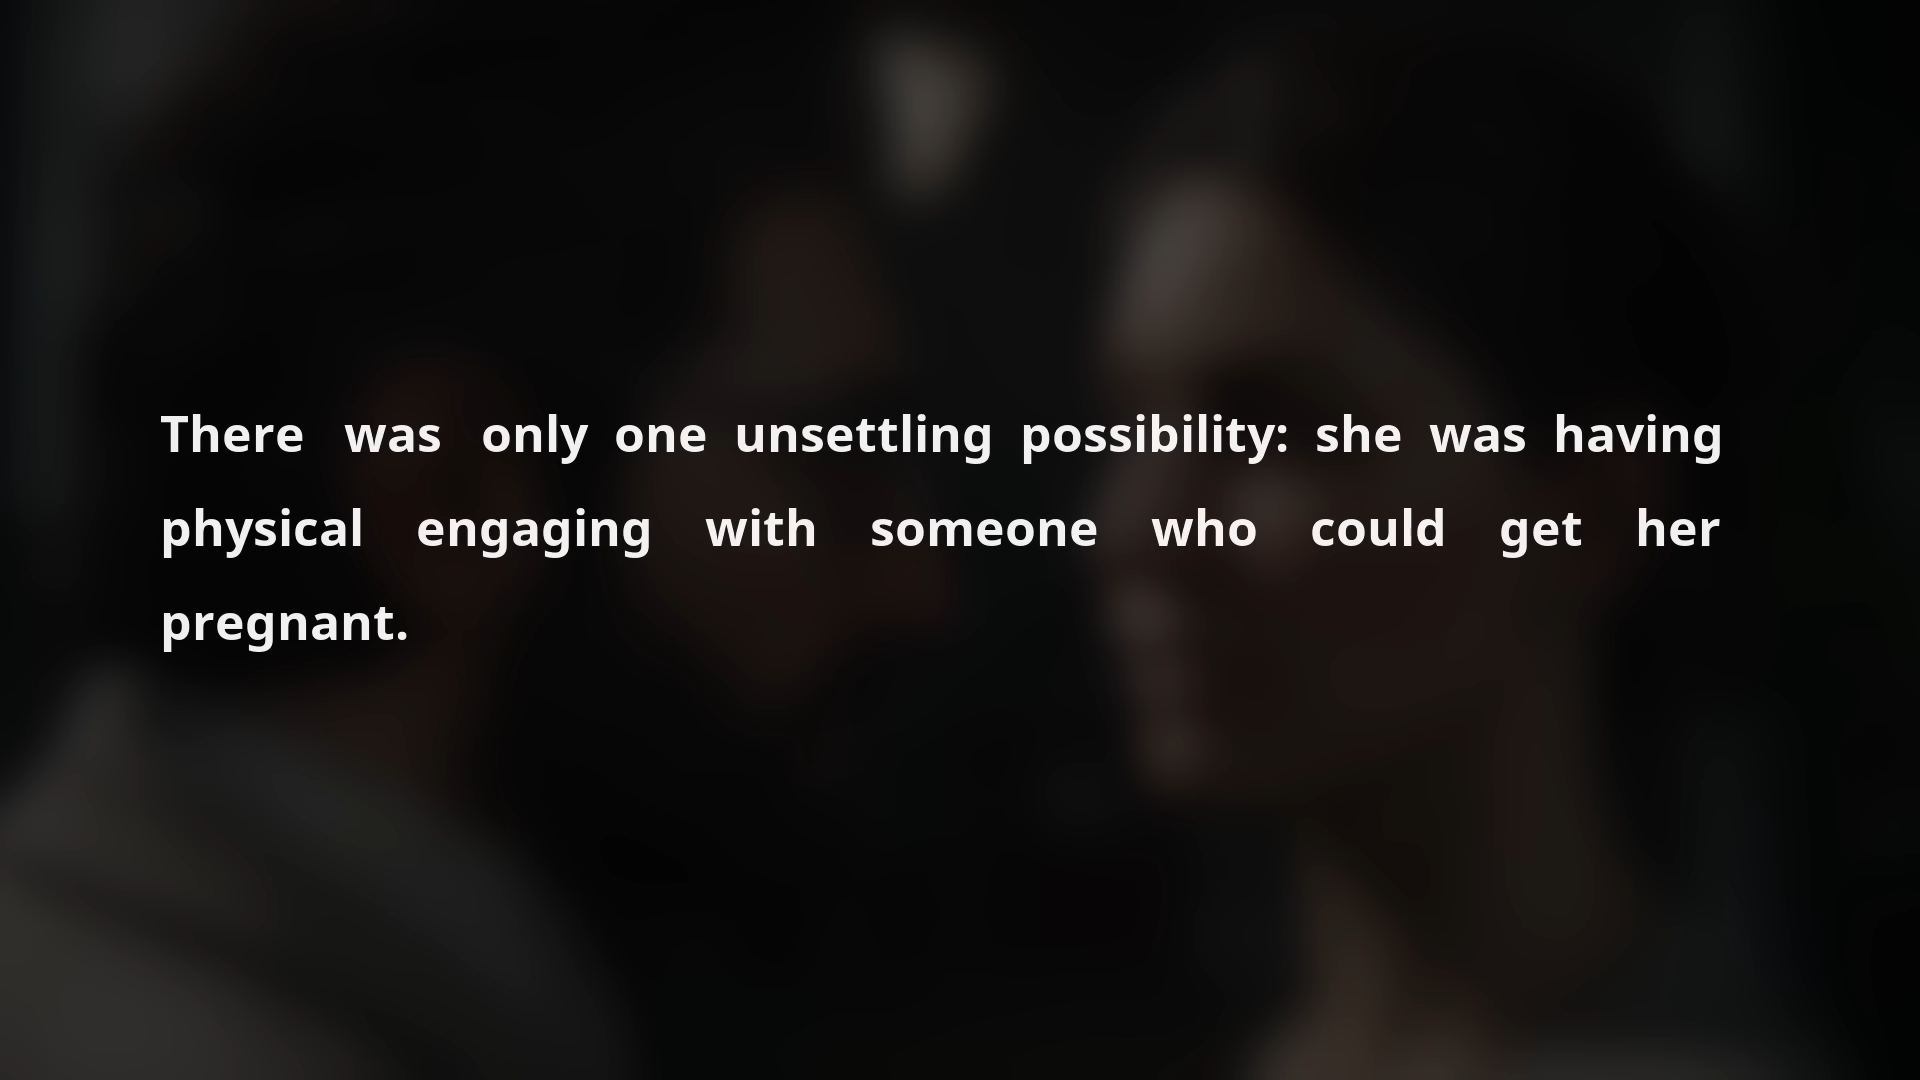 There was only one unsettling possibility: she was having
physical engaging with someone who could get her
pregnant.